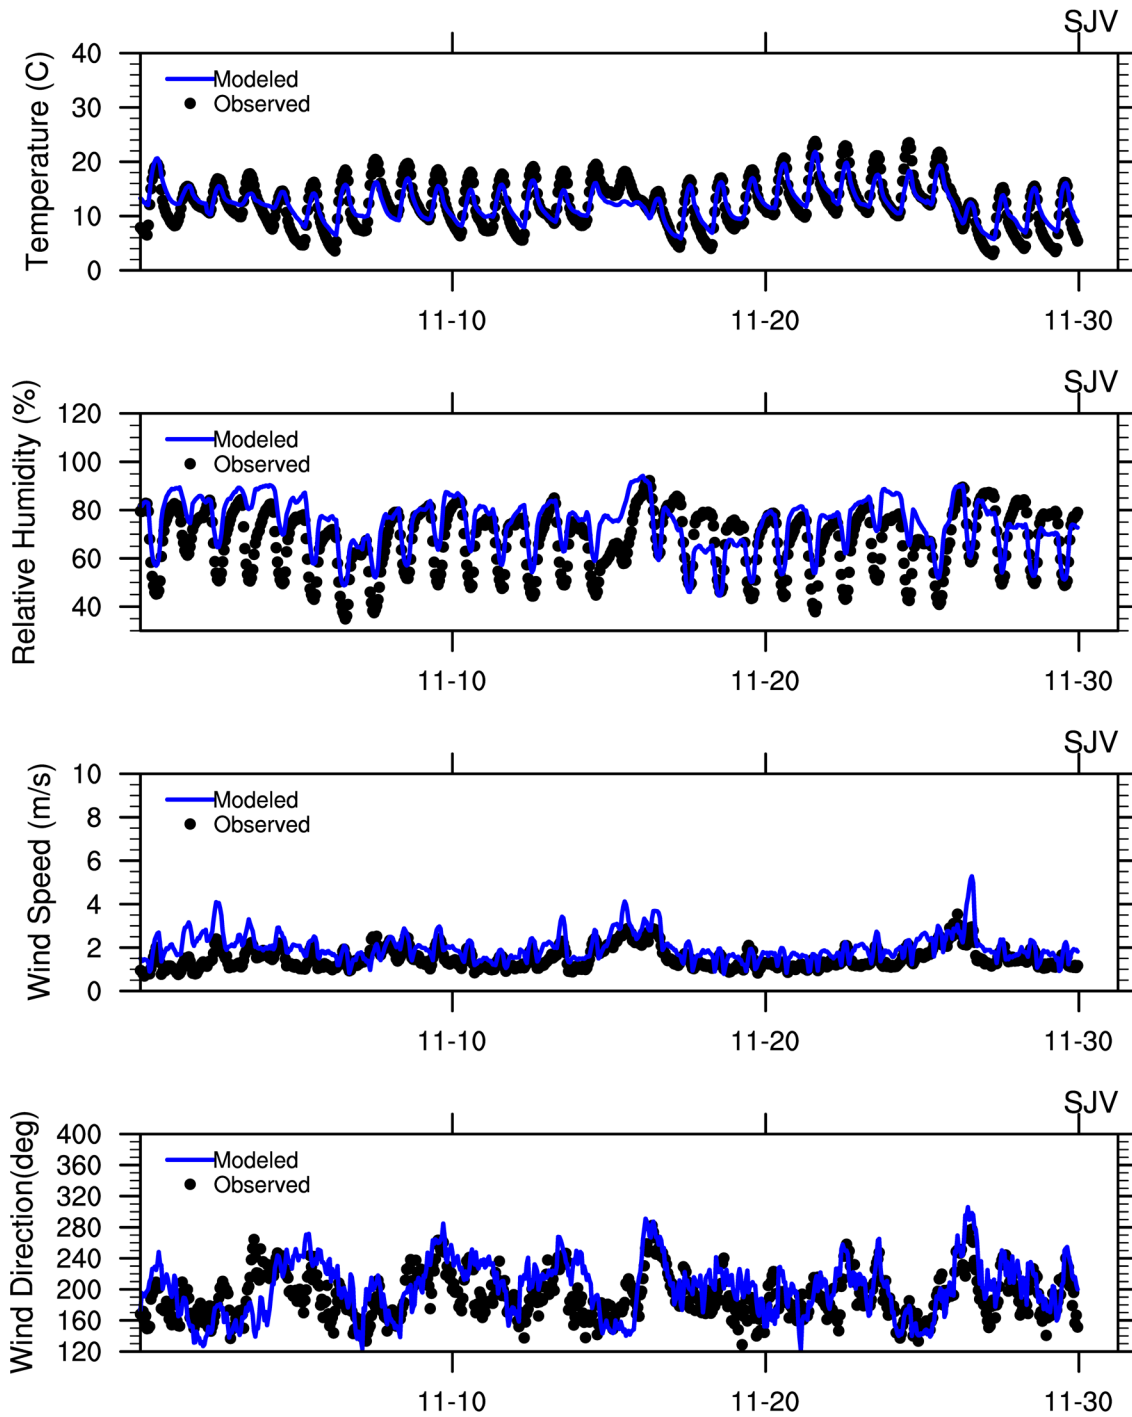 SJV
Temperature (C)
40
30
20
10
0
Modeled
Observed
11-10
11-20
11-30
SJV
Relative Humidity (%)
120
100
80
60
40
Modeled
Observed
11-10
11-20
11-30
SJV
Wind Speed (m/s)
10
8
6
4
2
0
Modeled
Observed
11-10
11-20
11-30
SJV
Wind Direction(deg)
400
360
320
280
240
200
160
120
Modeled
Observed
11-10
11-20
11-30